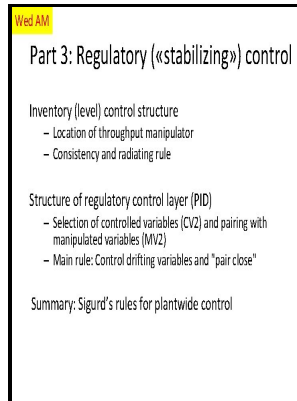 Wed AM
Part 3: Regulatory («stabilizing») control
Inventory (level) control structure
– Location of throughput manipulator
– Consistency and radiating rule
Structure of regulatory control layer (PID)
– Selection of controlled variables (CV2) and pairing with
manipulated variables (MV2)
– Main rule: Control drifting variables and "pair close"
Summary: Sigurd's rules for plantwide control